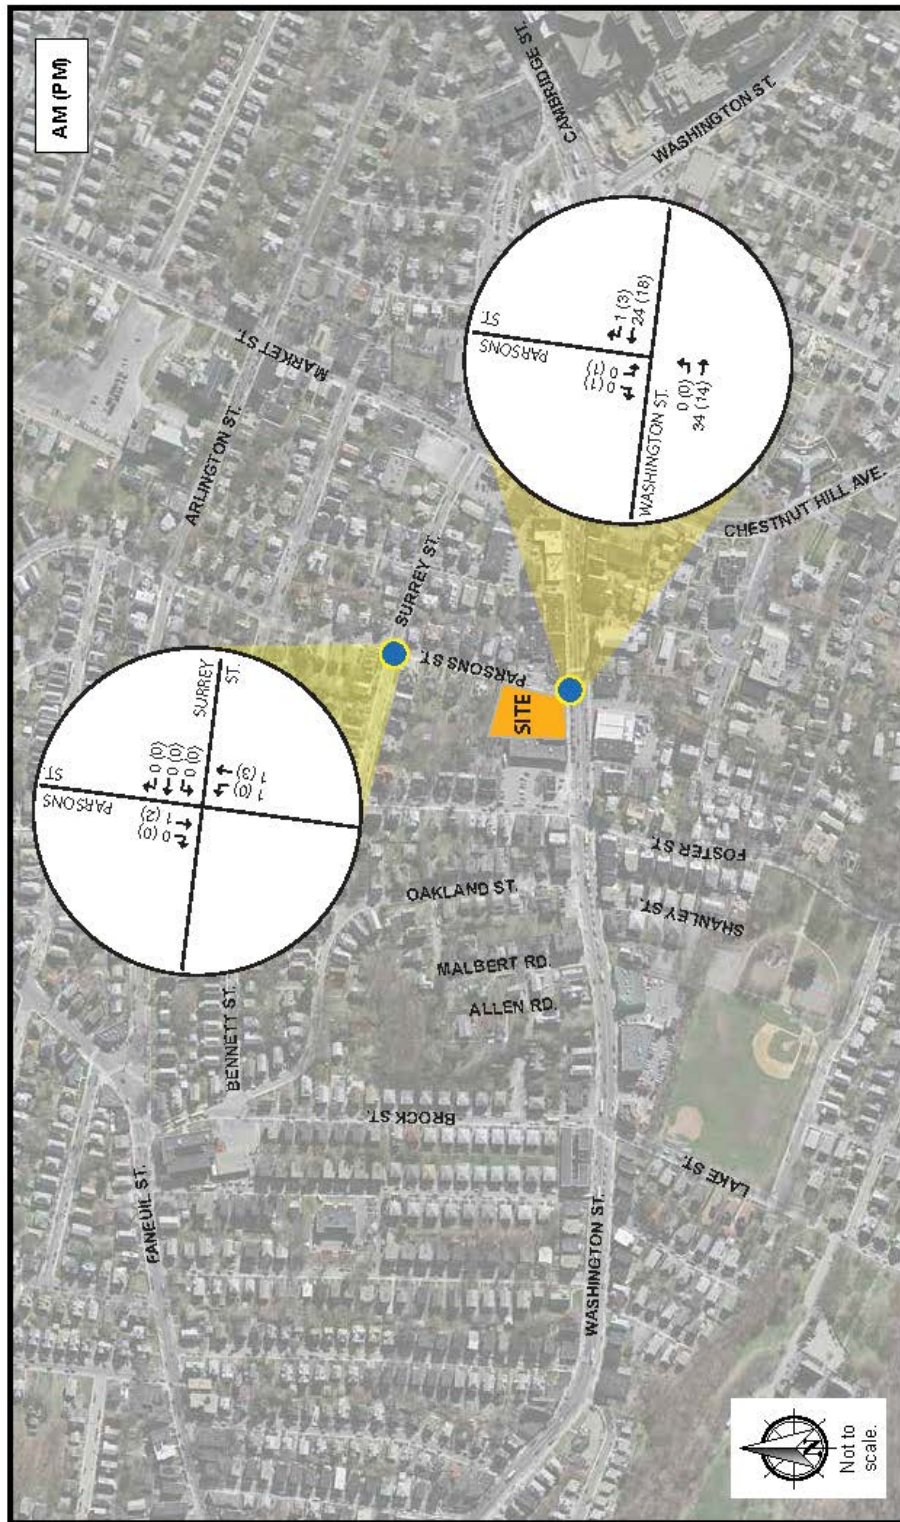 AM (PM)
CAMBRIDGE ST.
WASHINGTON ST.
MARKET ST.
ARLINGTON ST.
SURREY ST.
PARSONS ST.
SITE
CHESTNUT HILL AVE.
FOSTER ST.
SHANLEY ST.
OAKLAND ST.
MALBERT RD.
ALLEN RD.
BENNETT ST.
BROCK ST.
FANEUIL ST.
LAKE ST.
WASHINGTON ST.
PARSONS
ST.
SURREY
ST.
0 (0)
1 (2)
0 (0)
0 (0)
0 (0)
1 (0)
1 (3)
PARSONS
ST.
WASHINGTON ST.
0 (1)
0 (1)
1 (3)
24 (18)
0 (0)
34 (14)
N
Not to
scale.